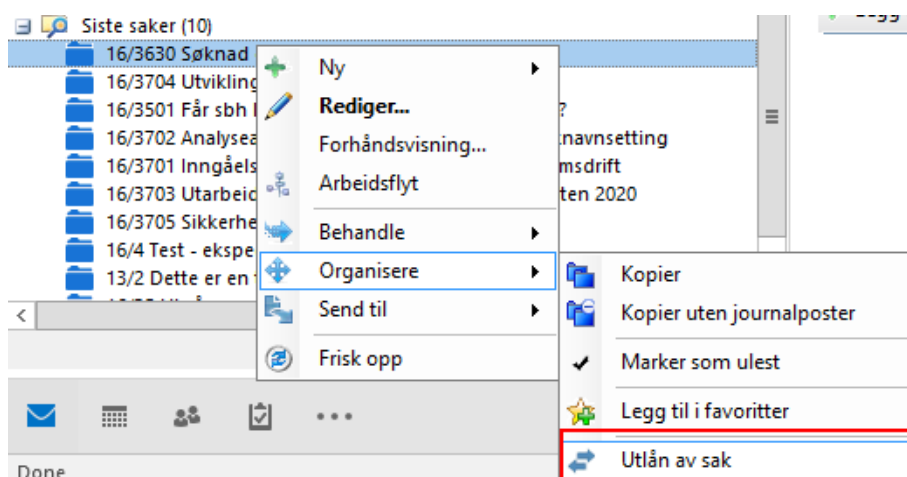 Siste saker (10)
16/3630 Søknad
16/3704 Utvikling
16/3501 Får sbh ?
16/3702 Analysea navnsetting
16/3701 Inngåels msdrift
16/3703 Utarbeid ten 2020
16/3705 Sikkerhe
16/4 Test - ekspe
13/2 Dette er en
Ny
Rediger...
Forhåndsvisning...
Arbeidsflyt
Behandle
Organisere
Send til
Frisk opp
Kopier
Kopier uten journalposter
Marker som ulest
Legg til i favoritter
Utlån av sak
Done